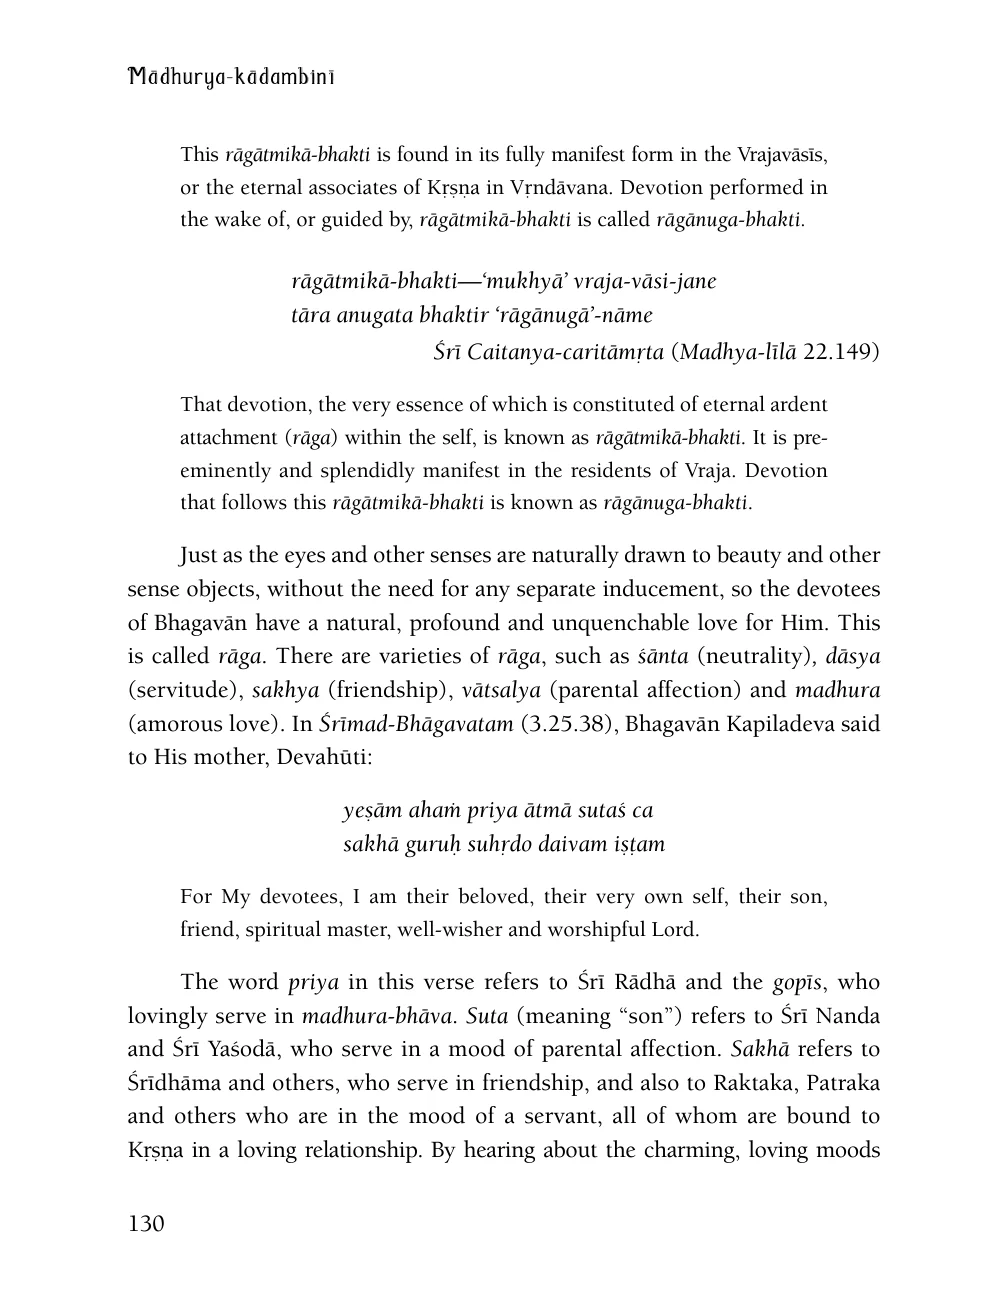 Mādhurya-kādambinī
This rāgātmikā-bhakti is found in its fully manifest form in the Vrajavāsīs,
or the eternal associates of Kṛṣṇa in Vṛndāvana. Devotion performed in
the wake of, or guided by, rāgātmikā-bhakti is called rāgānuga-bhakti.
rāgātmikā-bhakti—‘mukhyā’ vraja-vāsi-jane
tāra anugata bhaktir ‘rāgānugā’-nāme
Śrī Caitanya-caritāmṛta (Madhya-līlā 22.149)
That devotion, the very essence of which is constituted of eternal ardent
attachment (rāga) within the self, is known as rāgātmikā-bhakti. It is pre-
eminently and splendidly manifest in the residents of Vraja. Devotion
that follows this rāgātmikā-bhakti is known as rāgānuga-bhakti.
Just as the eyes and other senses are naturally drawn to beauty and other
sense objects, without the need for any separate inducement, so the devotees
of Bhagavān have a natural, profound and unquenchable love for Him. This
is called rāga. There are varieties of rāga, such as śānta (neutrality), dāsya
(servitude), sakhya (friendship), vātsalya (parental affection) and madhura
(amorous love). In Śrīmad-Bhāgavatam (3.25.38), Bhagavān Kapiladeva said
to His mother, Devahūti:
yeṣām ahaṁ priya ātmā sutaś ca
sakhā guruḥ suhṛdo daivam iṣṭam
For My devotees, I am their beloved, their very own self, their son,
friend, spiritual master, well-wisher and worshipful Lord.
The word priya in this verse refers to Śrī Rādhā and the gopīs, who
lovingly serve in madhura-bhāva. Suta (meaning “son”) refers to Śrī Nanda
and Śrī Yaśodā, who serve in a mood of parental affection. Sakhā refers to
Śrīdhāma and others, who serve in friendship, and also to Raktaka, Patraka
and others who are in the mood of a servant, all of whom are bound to
Kṛṣṇa in a loving relationship. By hearing about the charming, loving moods
130